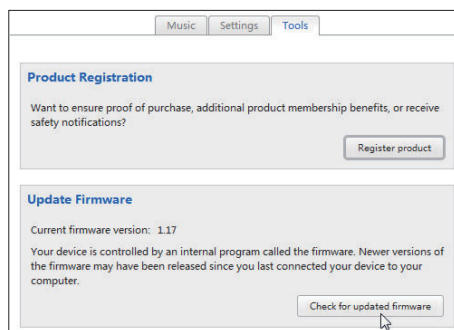 Music Settings Tools
Product Registration
Want to ensure proof of purchase, additional product membership benefits, or receive
safety notifications?
Register product
Update Firmware
Current firmware version: 1.17
Your device is controlled by an internal program called the firmware. Newer versions of
the firmware may have been released since you last connected your device to your
computer.
Check for updated firmware